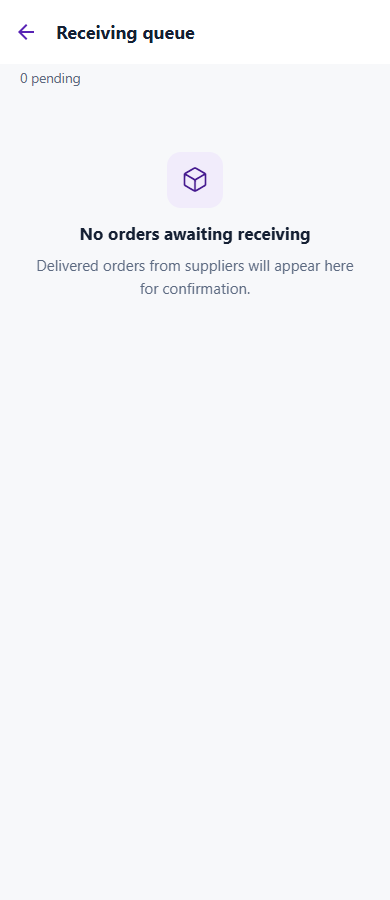 Receiving queue
0 pending
No orders awaiting receiving
Delivered orders from suppliers will appear here
for confirmation.